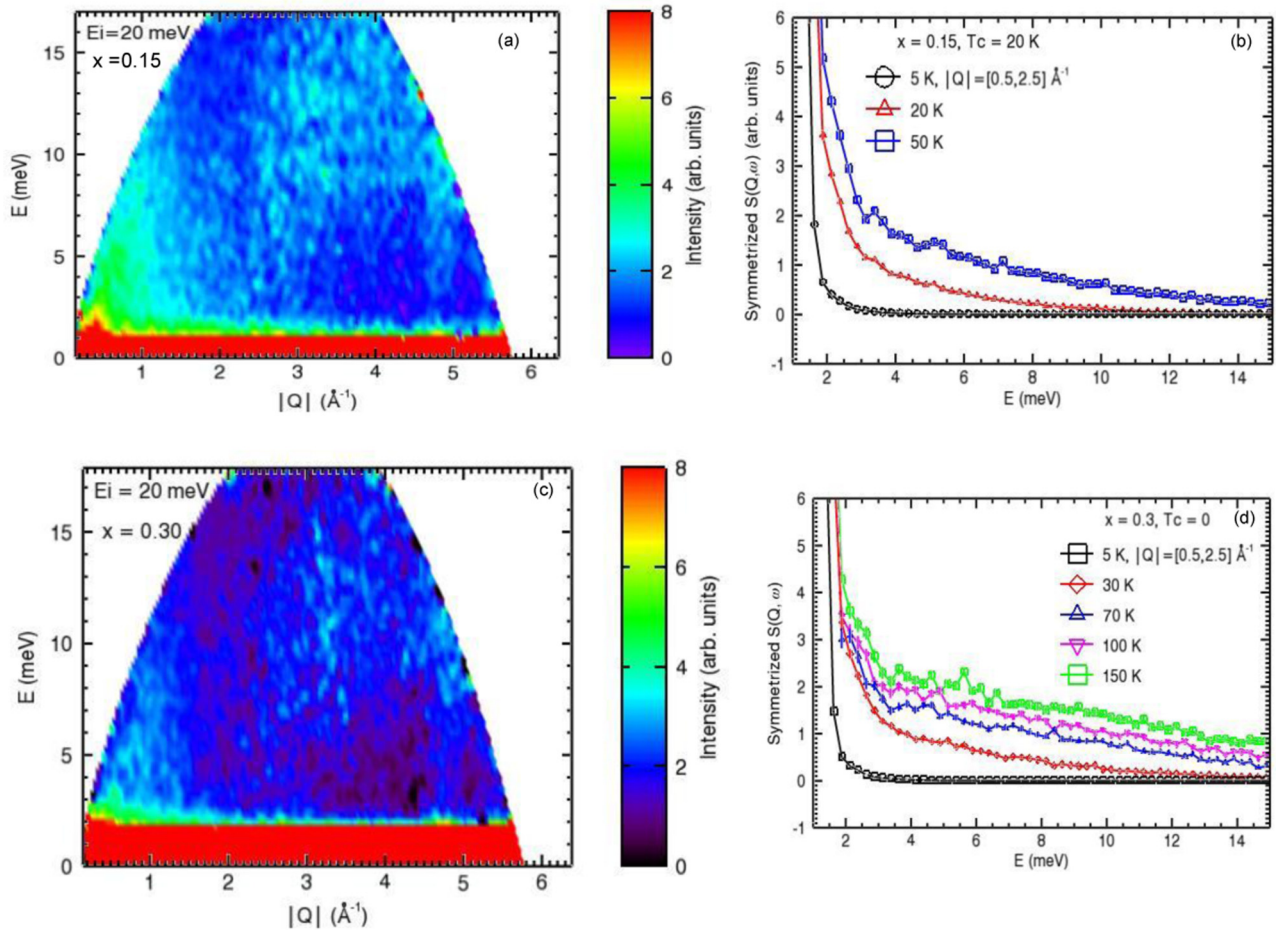 Ei=20 meV
x =0.15
(a)
15
10
5
0
E (meV)
1 2 3 4 5 6
|Q| (Å⁻¹)
8
6
4
2
0
Intensity (arb. units)
(b)
x = 0.15, Tc = 20 K
5 K, |Q|=[0.5,2.5] Å⁻¹
20 K
50 K
6
5
4
3
2
1
0
-1
Symmetrized S(Q,ω) (arb. units)
2 4 6 8 10 12 14
E (meV)
Ei = 20 meV
x = 0.30
(c)
15
10
5
0
E (meV)
1 2 3 4 5 6
|Q| (Å⁻¹)
8
6
4
2
0
Intensity (arb. units)
(d)
x = 0.3, Tc = 0
5 K, |Q|=[0.5,2.5] Å⁻¹
30 K
70 K
100 K
150 K
6
5
4
3
2
1
0
-1
Symmetrized S(Q, ω)
2 4 6 8 10 12 14
E (meV)